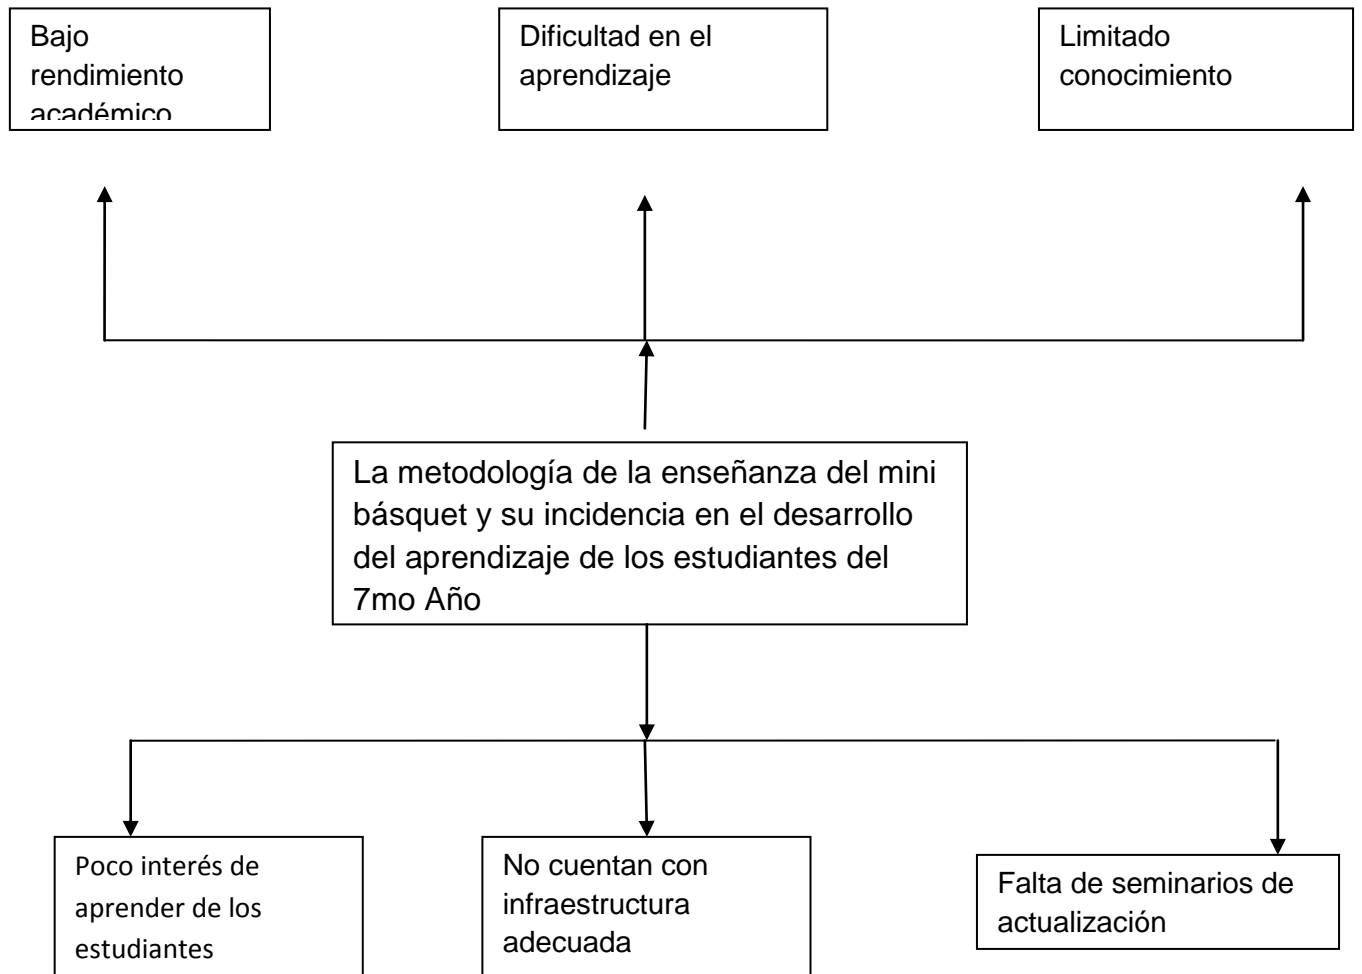 Bajo
rendimiento
académico
Dificultad en el
aprendizaje
Limitado
conocimiento
La metodología de la enseñanza del mini
básquet y su incidencia en el desarrollo
del aprendizaje de los estudiantes del
7mo Año
Poco interés de
aprender de los
estudiantes
No cuentan con
infraestructura
adecuada
Falta de seminarios de
actualización